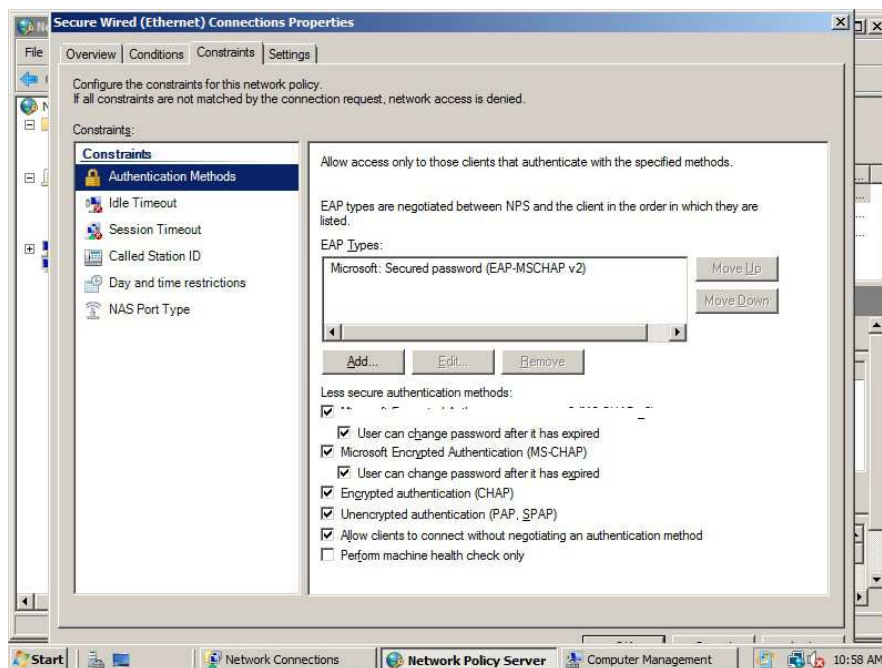 Secure Wired (Ethernet) Connections Properties
File
Overview
Conditions
Constraints
Settings
Configure the constraints for this network policy.
If all constraints are not matched by the connection request, network access is denied.
Constraints:
Constraints
Authentication Methods
Idle Timeout
Session Timeout
Called Station ID
Day and time restrictions
NAS Port Type
Allow access only to those clients that authenticate with the specified methods.
EAP types are negotiated between NPS and the client in the order in which they are
listed.
EAP Types:
Microsoft: Secured password (EAP-MSCHAP v2)
Move Up
Move Down
Add...
Edit...
Remove
Less secure authentication methods:
User can change password after it has expired
Microsoft Encrypted Authentication (MS-CHAP)
User can change password after it has expired
Encrypted authentication (CHAP)
Unencrypted authentication (PAP, SPAP)
Allow clients to connect without negotiating an authentication method
Perform machine health check only
Start
Network Connections
Network Policy Server
Computer Management
10:58 AM